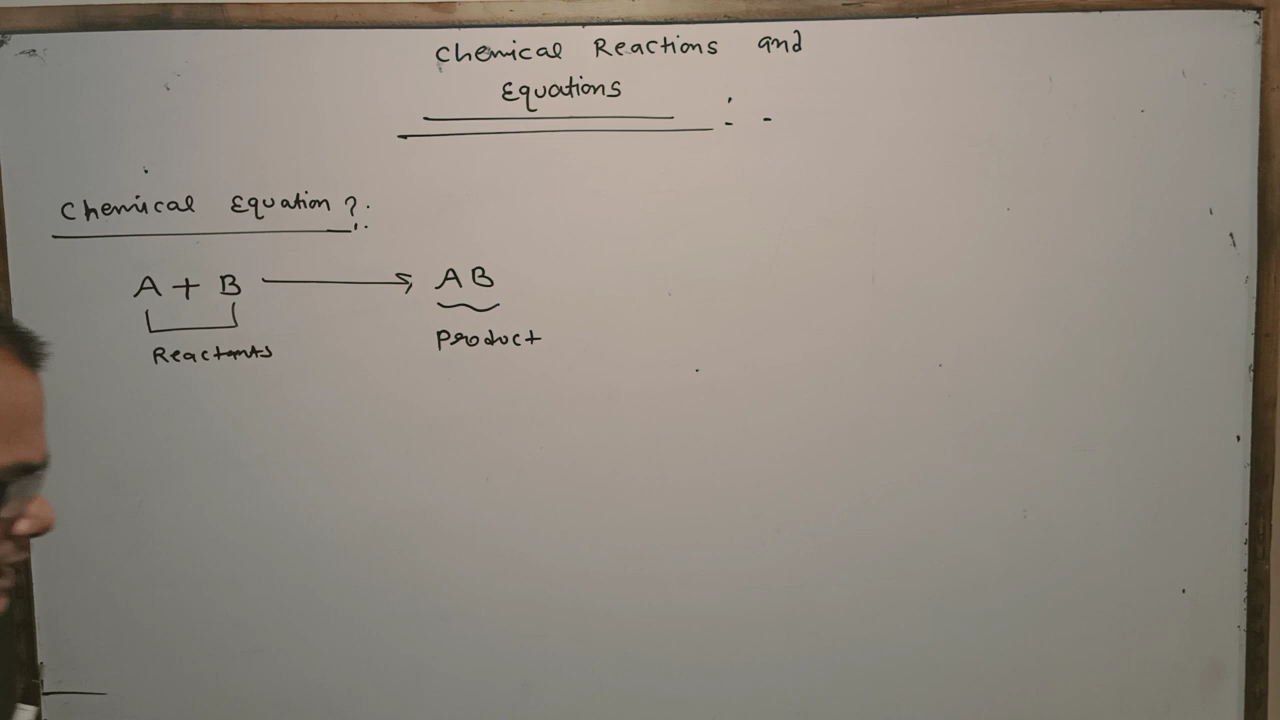 Chemical Reactions and
Equations :-
Chemical Equation ?:
A + B → AB
Reactants
Product